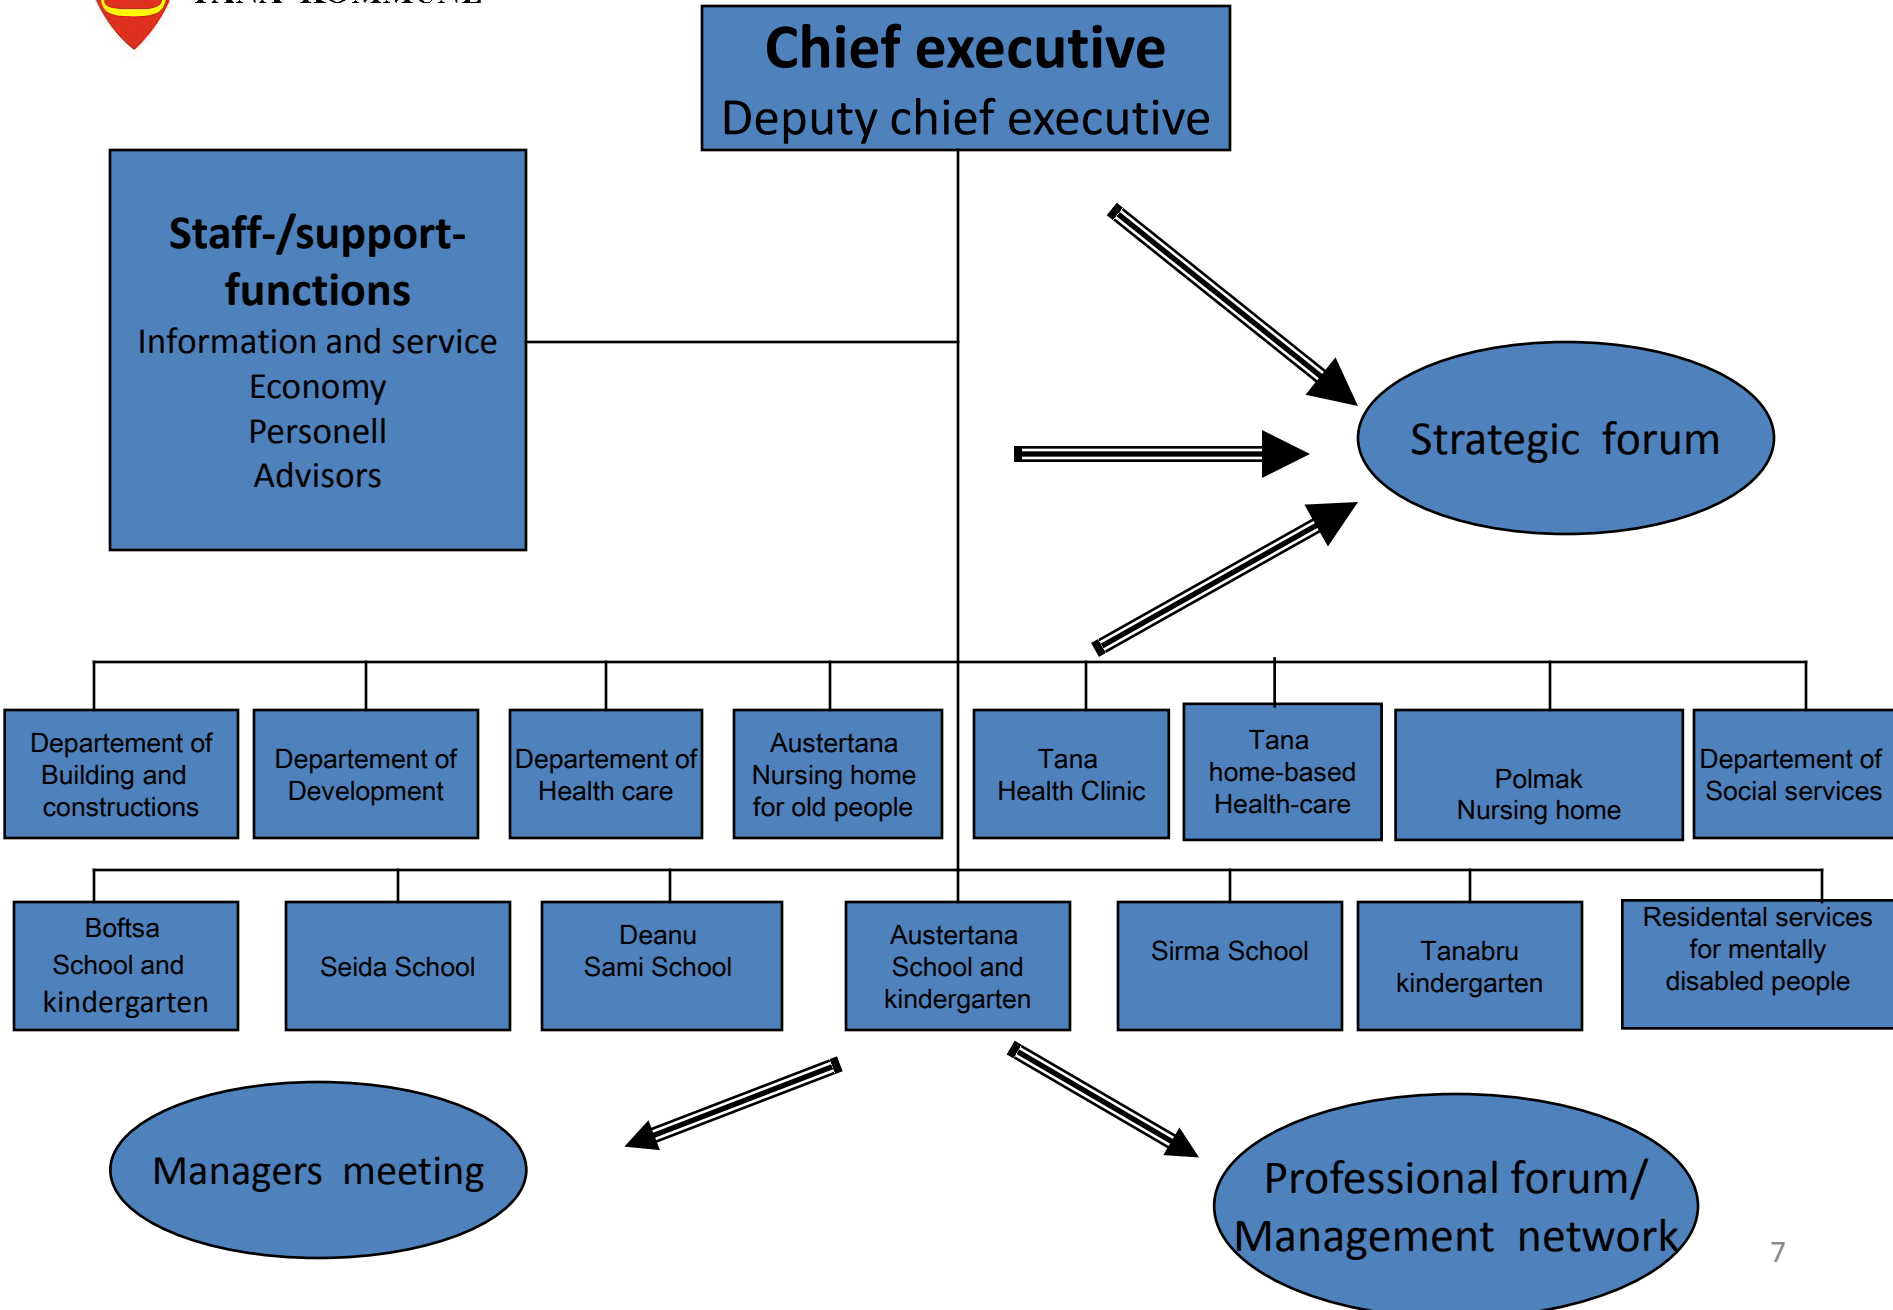 TANA KOMMUNE
Chief executive
Deputy chief executive
Staff-/support-
functions
Information and service
Economy
Personell
Advisors
Strategic forum
Departement of
Building and
constructions
Departement of
Development
Departement of
Health care
Austertana
Nursing home
for old people
Tana
Health Clinic
Tana
home-based
Health-care
Polmak
Nursing home
Departement of
Social services
Boftsa
School and
kindergarten
Seida School
Deanu
Sami School
Austertana
School and
kindergarten
Sirma School
Tanabru
kindergarten
Residental services
for mentally
disabled people
Managers meeting
Professional forum/
Management network
7